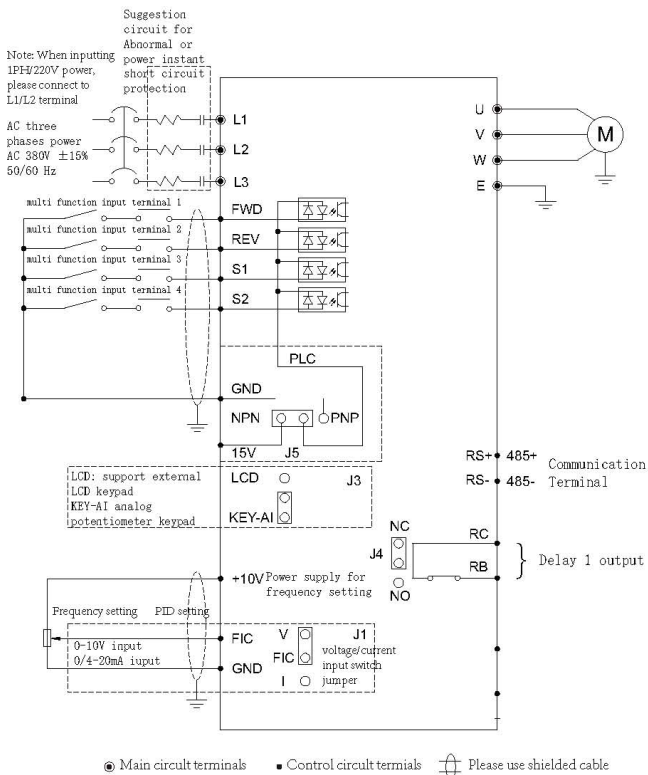 Suggestion
circuit for
Abnormal or
power instant
short circuit
protection
Note: When inputting
1PH/220V power,
please connect to
L1/L2 terminal
AC three
phases power
AC 380V ±15%
50/60 Hz
L1
L2
L3
U
V
W
E
M
multi function input terminal 1
FWD
multi function input terminal 2
REV
multi function input terminal 3
S1
multi function input terminal 4
S2
PLC
GND
NPN
PNP
15V
J5
LCD: support external
LCD keypad
KEY-AI analog
potentiometer keypad
LCD
J3
KEY-AI
RS+ 485+
RS- 485-
Communication
Terminal
NC
J4
NO
RC
RB
Delay 1 output
+10V Power supply for
frequency setting
Frequency setting PID setting
0-10V input
0/4-20mA iuput
FIC
GND
V
FIC
I
J1
voltage/current
input switch
jumper
Main circult terminals
Control circult termials
Please use shielded cable